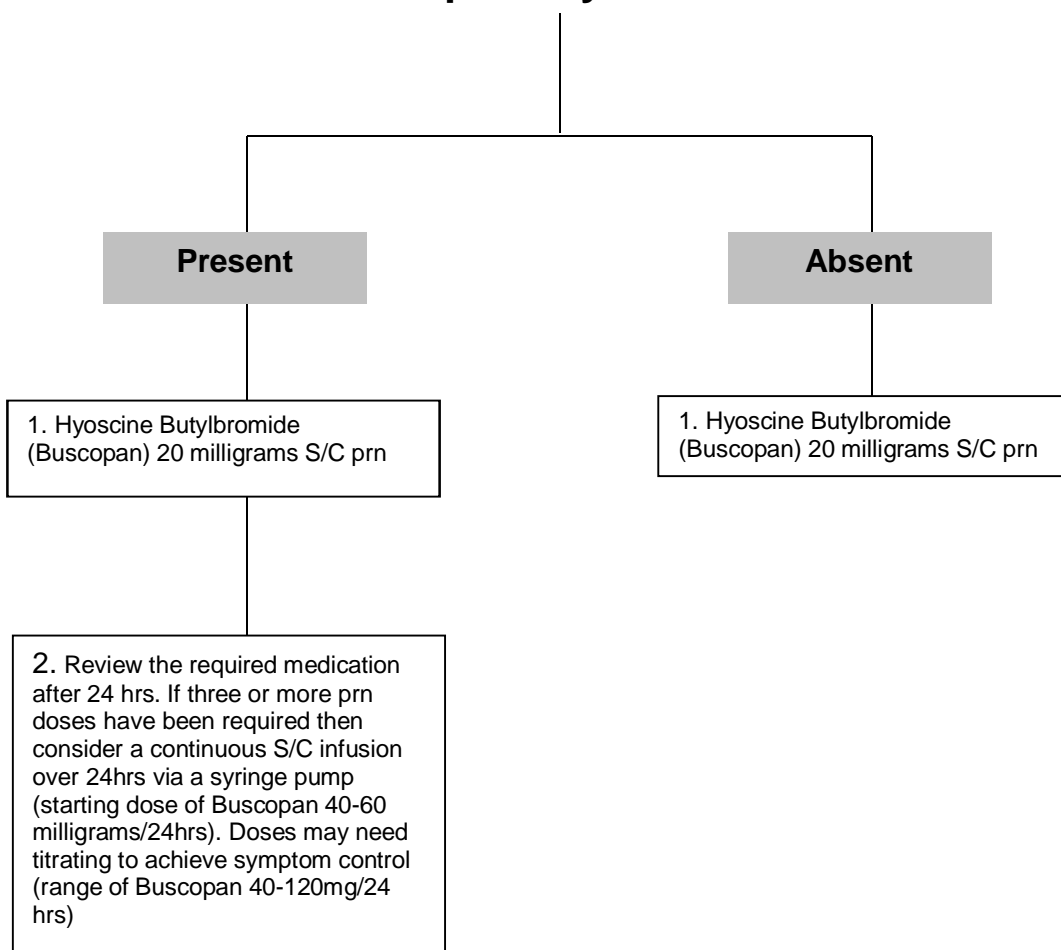 Present
Absent
1. Hyoscine Butylbromide
(Buscopan) 20 milligrams S/C prn
1. Hyoscine Butylbromide
(Buscopan) 20 milligrams S/C prn
2. Review the required medication
after 24 hrs. If three or more prn
doses have been required then
consider a continuous S/C infusion
over 24hrs via a syringe pump
(starting dose of Buscopan 40-60
milligrams/24hrs). Doses may need
titrating to achieve symptom control
(range of Buscopan 40-120mg/24
hrs)